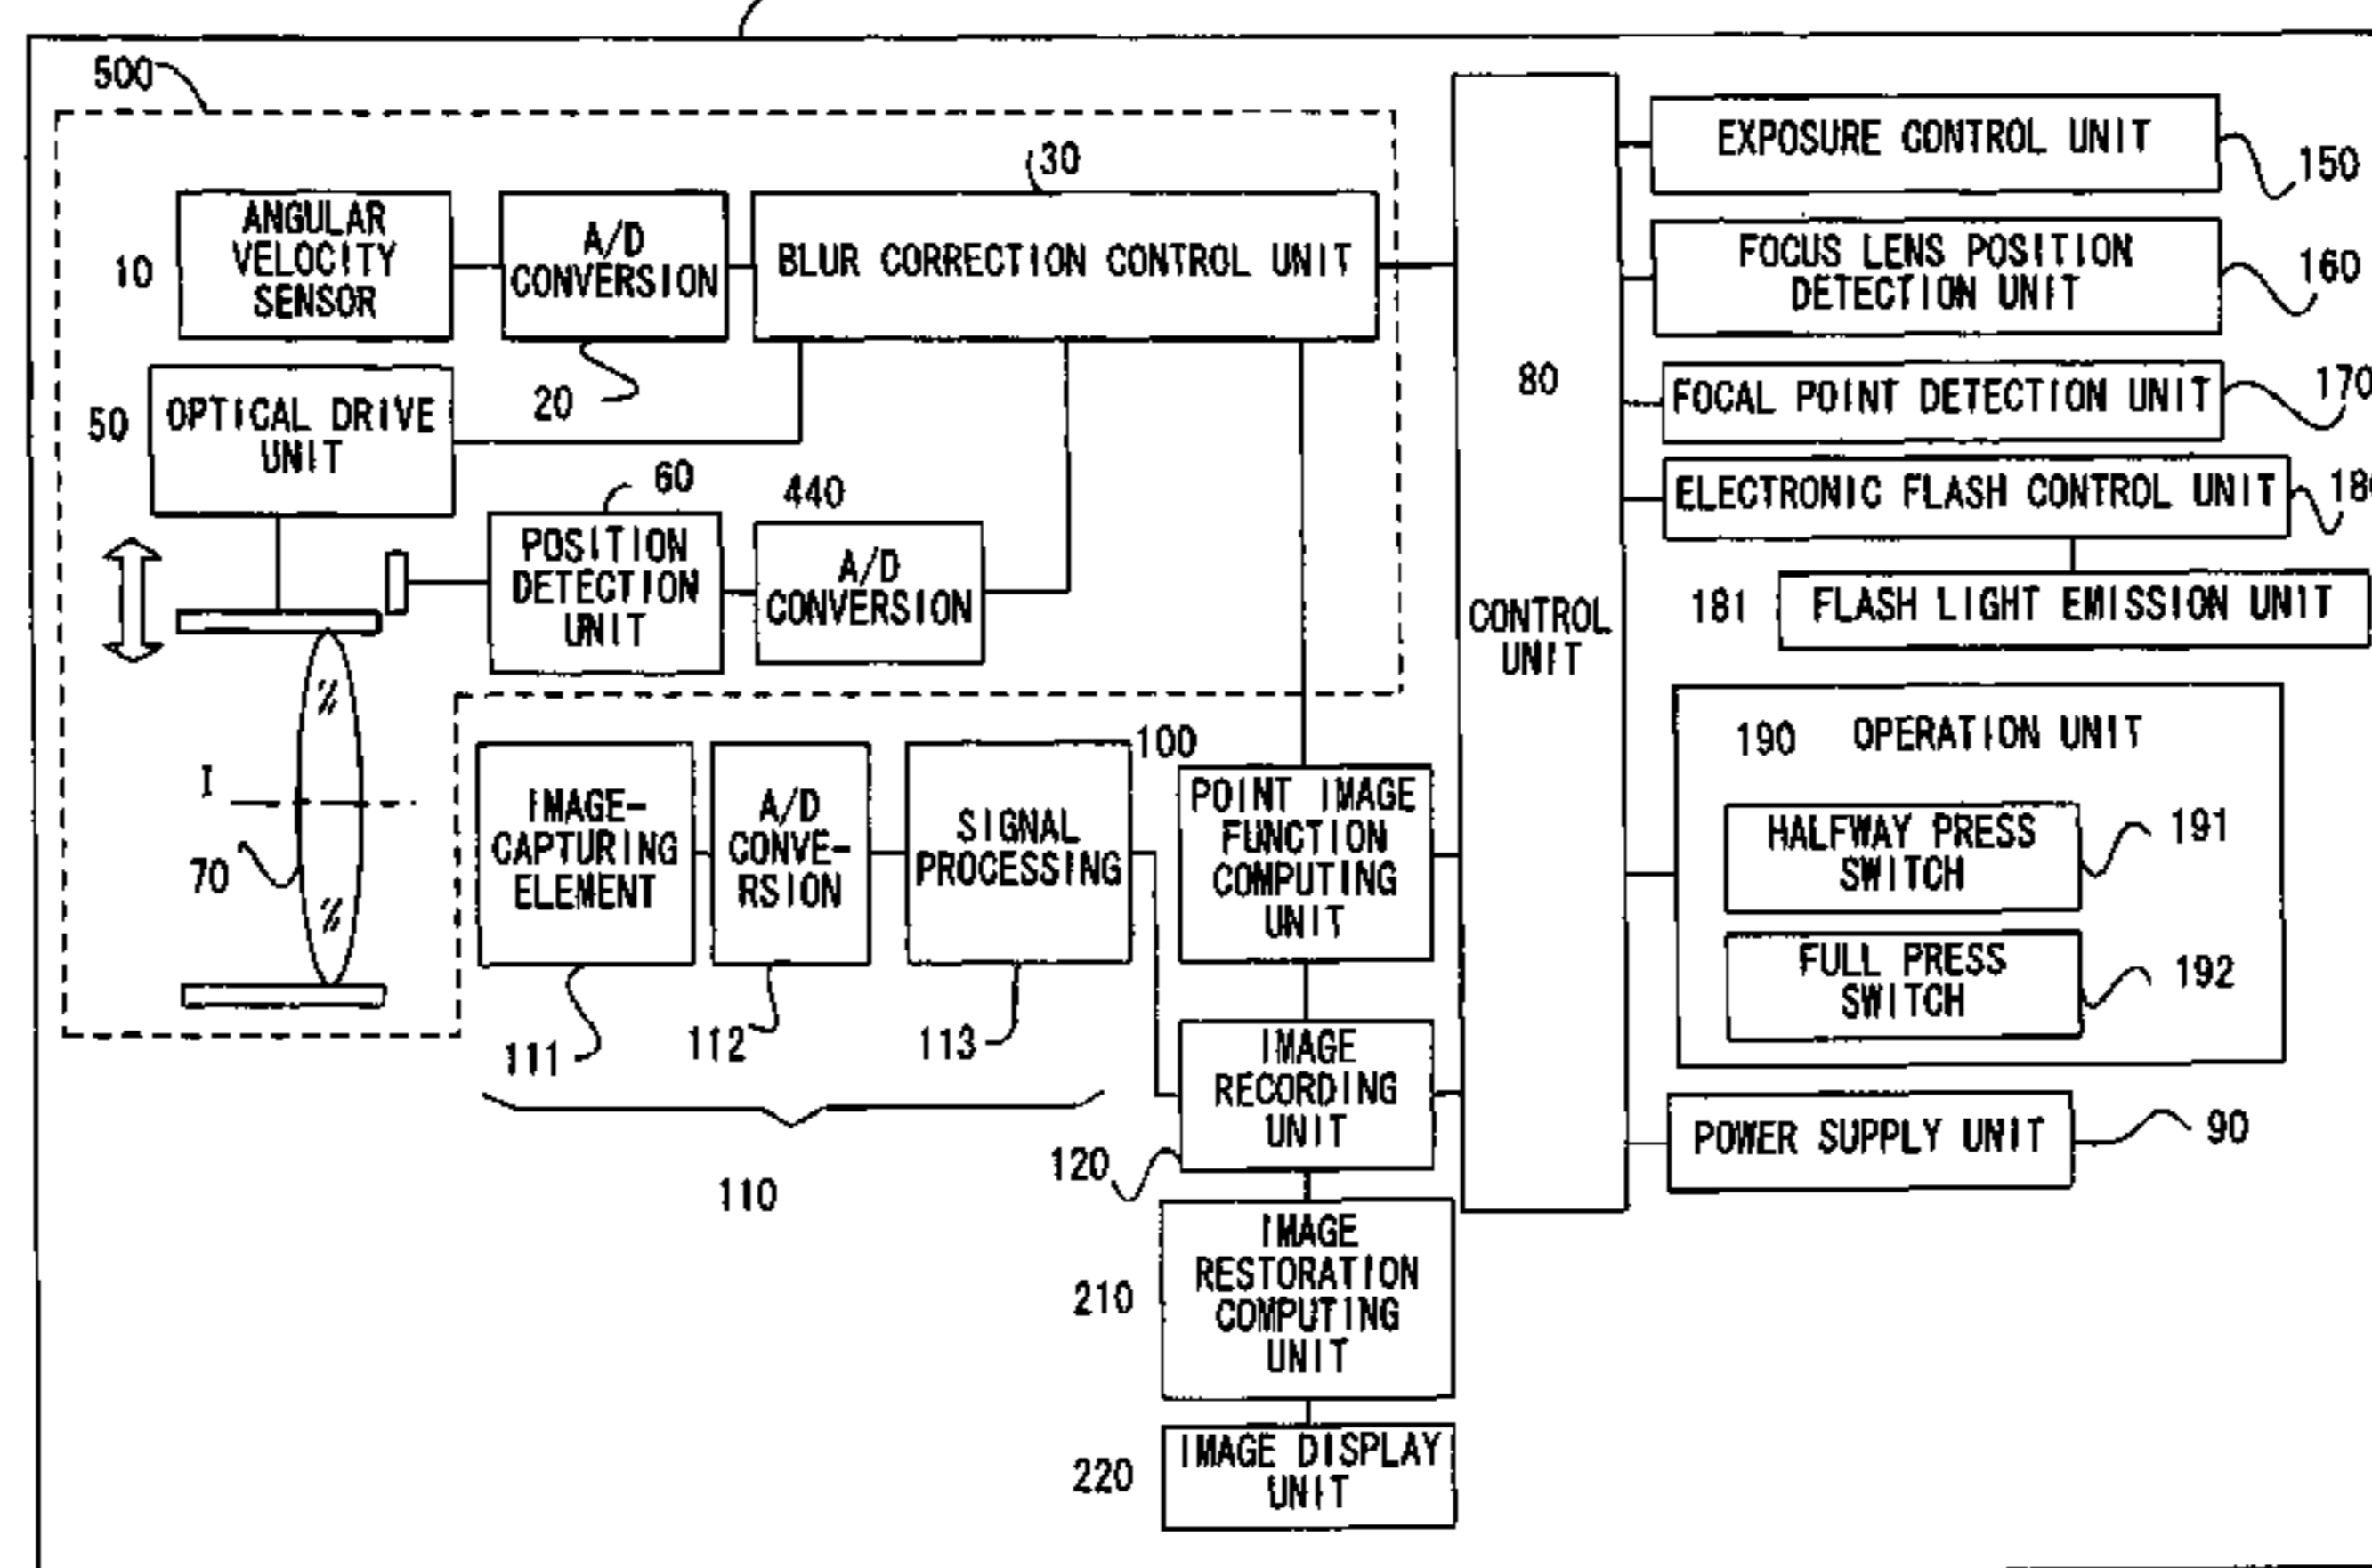 500
30
ANGULAR
VELOCITY
SENSOR
10
A/D
CONVERSION
20
BLUR CORRECTION CONTROL UNIT
50
OPTICAL DRIVE
UNIT
60
POSITION
DETECTION
UNIT
440
A/D
CONVERSION
I
70
IMAGE-
CAPTURING
ELEMENT
111
A/D
CONVE-
RSION
112
SIGNAL
PROCESSING
113
110
100
POINT IMAGE
FUNCTION
COMPUTING
UNIT
IMAGE
RECORDING
UNIT
120
210
IMAGE
RESTORATION
COMPUTING
UNIT
220
IMAGE DISPLAY
UNIT
80
CONTROL
UNIT
EXPOSURE CONTROL UNIT
150
FOCUS LENS POSITION
DETECTION UNIT
160
FOCAL POINT DETECTION UNIT
170
ELECTRONIC FLASH CONTROL UNIT
181
FLASH LIGHT EMISSION UNIT
190 OPERATION UNIT
HALFWAY PRESS
SWITCH
191
FULL PRESS
SWITCH
192
POWER SUPPLY UNIT
90